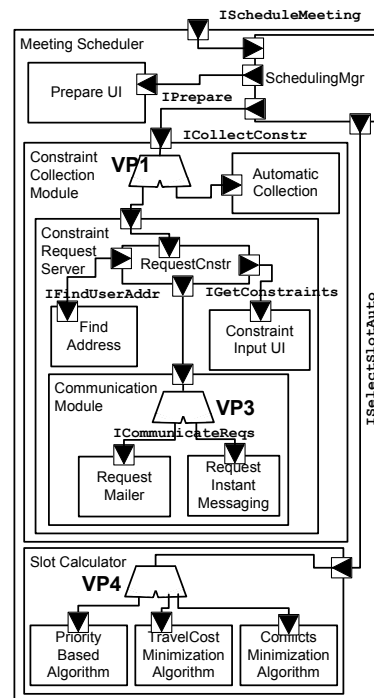 IScheduleMeeting
Meeting Scheduler
SchedulingMgr
Prepare UI
IPrepare
ICollectConstr
Constraint
Collection
Module
VP1
Automatic
Collection
Constraint
Request
Server
RequestCnstr
IFindUserAddr
IGetConstraints
Find
Address
Constraint
Input UI
ISelectSlotAuto
Communication
Module
VP3
ICommunicateReqs
Request
Mailer
Request
Instant
Messaging
Slot Calculator
VP4
Priority
Based
Algorithm
TravelCost
Minimization
Algorithm
Conflicts
Minimization
Algorithm